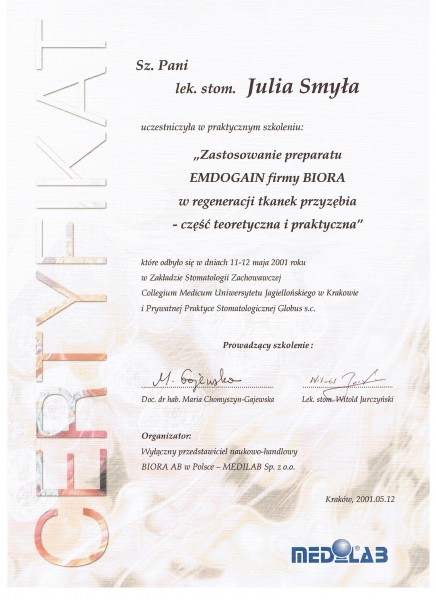 CERTYFIKAT
Sz. Pani
lek. stom. Julia Smyła
uczestniczyła w praktycznym szkoleniu:
„Zastosowanie preparatu
EMDOGAIN firmy BIORA
w regeneracji tkanek przyzębia
- część teoretyczna i praktyczna”
które odbyło się w dniach 11-12 maja 2001 roku
w Zakładzie Stomatologii Zachowawczej
Collegium Medicum Uniwersytetu Jagiellońskiego w Krakowie
i Prywatnej Praktyce Stomatologicznej Globus s.c.
Prowadzący szkolenie :
M. Gajewska
Doc. dr hab. Maria Chomyszyn-Gajewska
Lek. stom. Witold Jurczyński
Organizator:
Wyłączny przedstawiciel naukowo-handlowy
BIORA AB w Polsce – MEDILAB Sp. z o.o.
Kraków, 2001.05.12
MEDILAB